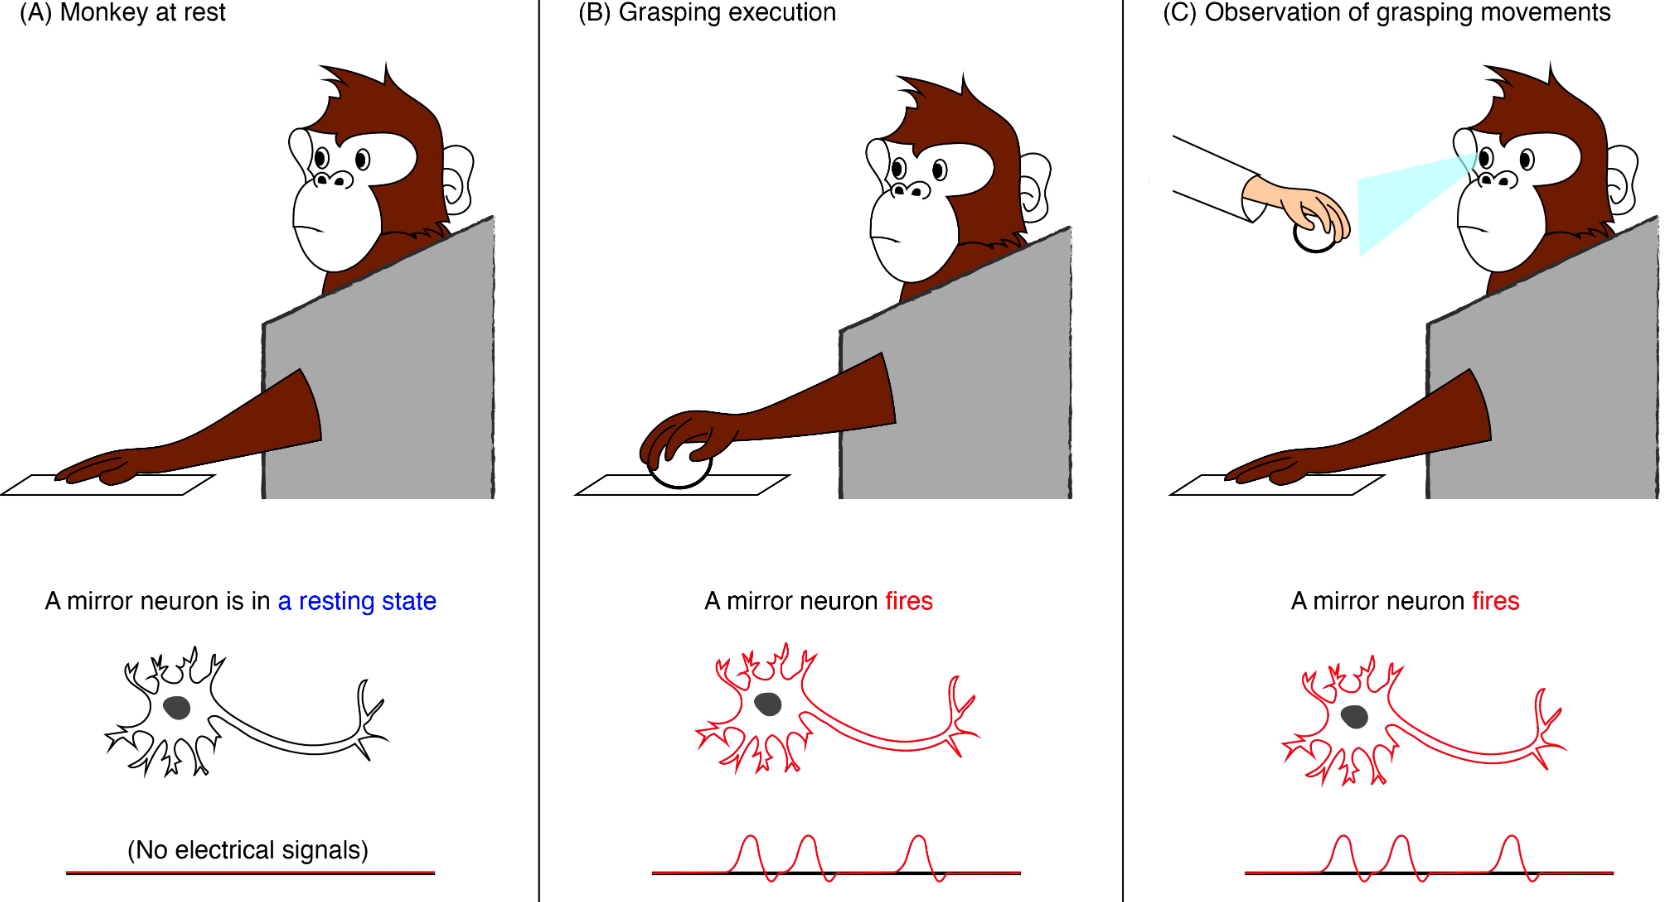 (A) Monkey at rest
(B) Grasping execution
(C) Observation of grasping movements
A mirror neuron is in a resting state
A mirror neuron fires
A mirror neuron fires
(No electrical signals)